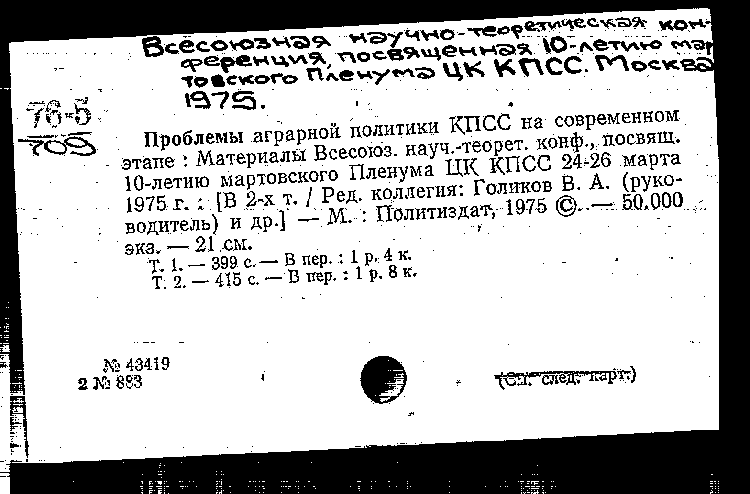 Всесоюзная научно-теоретическая кон-
ференция, посвященная 10-летию мар
товского Пленума ЦК КПСС. Москва
1975.
76-5
709
Проблемы аграрной политики КПСС на современном
этапе : Материалы Всесоюз. науч.-теорет. конф., посвящ.
10-летию мартовского Пленума ЦК КПСС 24-26 марта
1975 г. : [В 2-х т. / Ред. коллегия: Голиков В. А. (руко-
водитель) и др.] — М. : Политиздат, 1975 ©. — 50.000
экз. — 21 см.
Т. 1. — 399 с. — В пер. : 1 р. 4 к.
Т. 2. — 415 с. — В пер. : 1 р. 8 к.
№ 43419
2 № 883
(См. след. карт.)